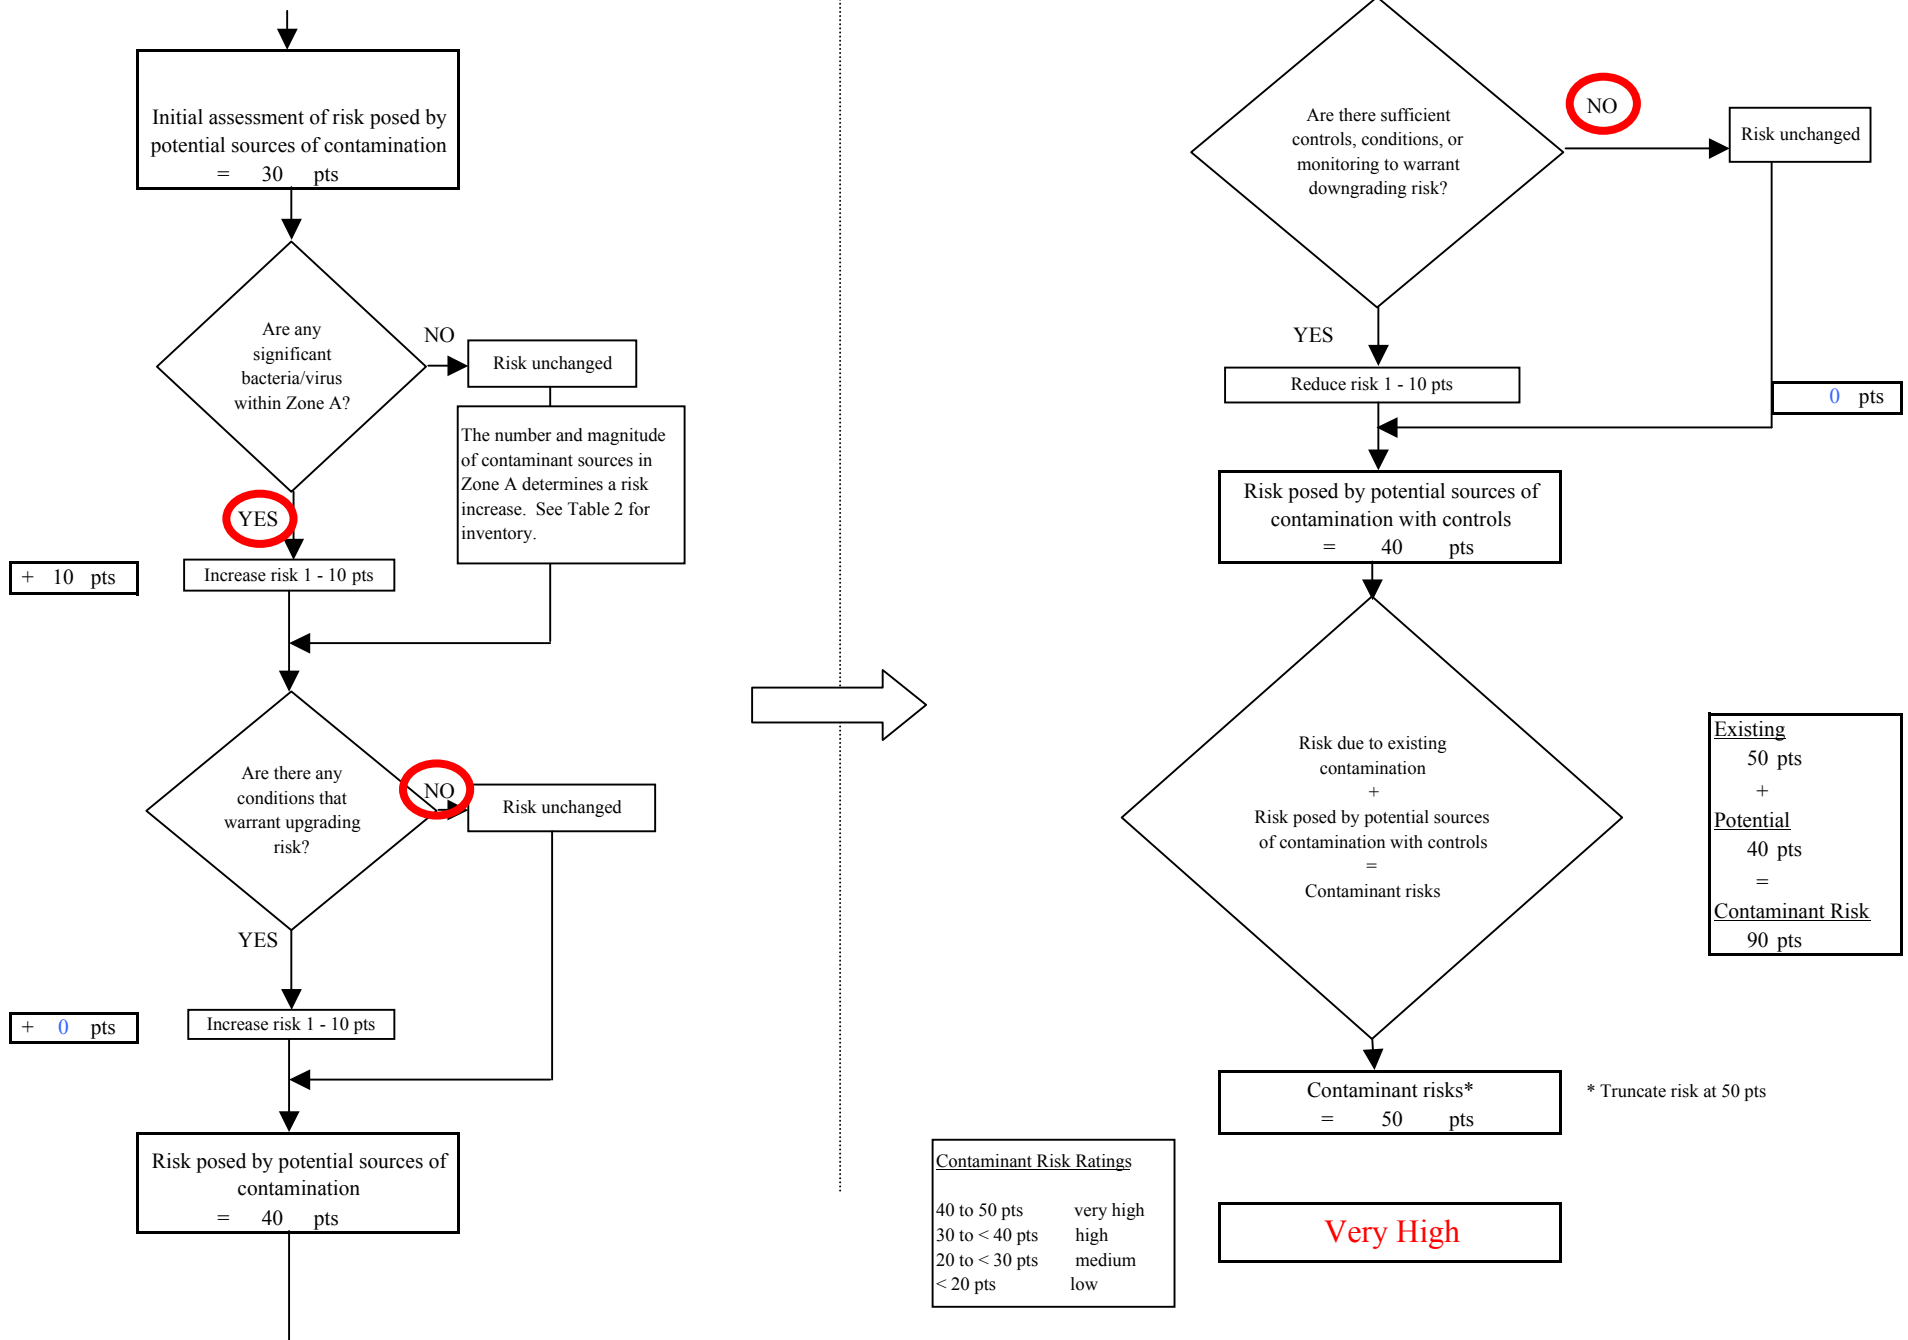 Initial assessment of risk posed by
potential sources of contamination
= 30 pts
Are any
significant
bacteria/virus
within Zone A?
NO
Risk unchanged
The number and magnitude
of contaminant sources in
Zone A determines a risk
increase. See Table 2 for
inventory.
YES
+ 10 pts
Increase risk 1 - 10 pts
Are there any
conditions that
warrant upgrading
risk?
NO
Risk unchanged
YES
+ 0 pts
Increase risk 1 - 10 pts
Risk posed by potential sources of
contamination
= 40 pts
Are there sufficient
controls, conditions, or
monitoring to warrant
downgrading risk?
NO
Risk unchanged
YES
Reduce risk 1 - 10 pts
0 pts
Risk posed by potential sources of
contamination with controls
= 40 pts
Risk due to existing
contamination
+
Risk posed by potential sources
of contamination with controls
=
Contaminant risks
Existing
50 pts
+
Potential
40 pts
=
Contaminant Risk
90 pts
Contaminant risks*
= 50 pts
* Truncate risk at 50 pts
Contaminant Risk Ratings
40 to 50 pts very high
30 to < 40 pts high
20 to < 30 pts medium
< 20 pts low
Very High